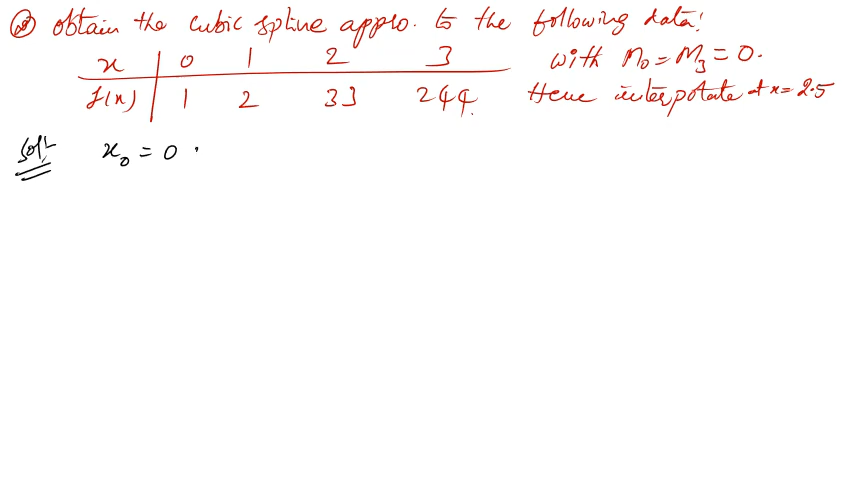 obtain the cubic spline appro. to the following data!
x 0 1 2 3 with M₀ = M₃ = 0.
f(x) 1 2 33 244 Hence interpotate at x = 2.5
Sol:- x₀ = 0